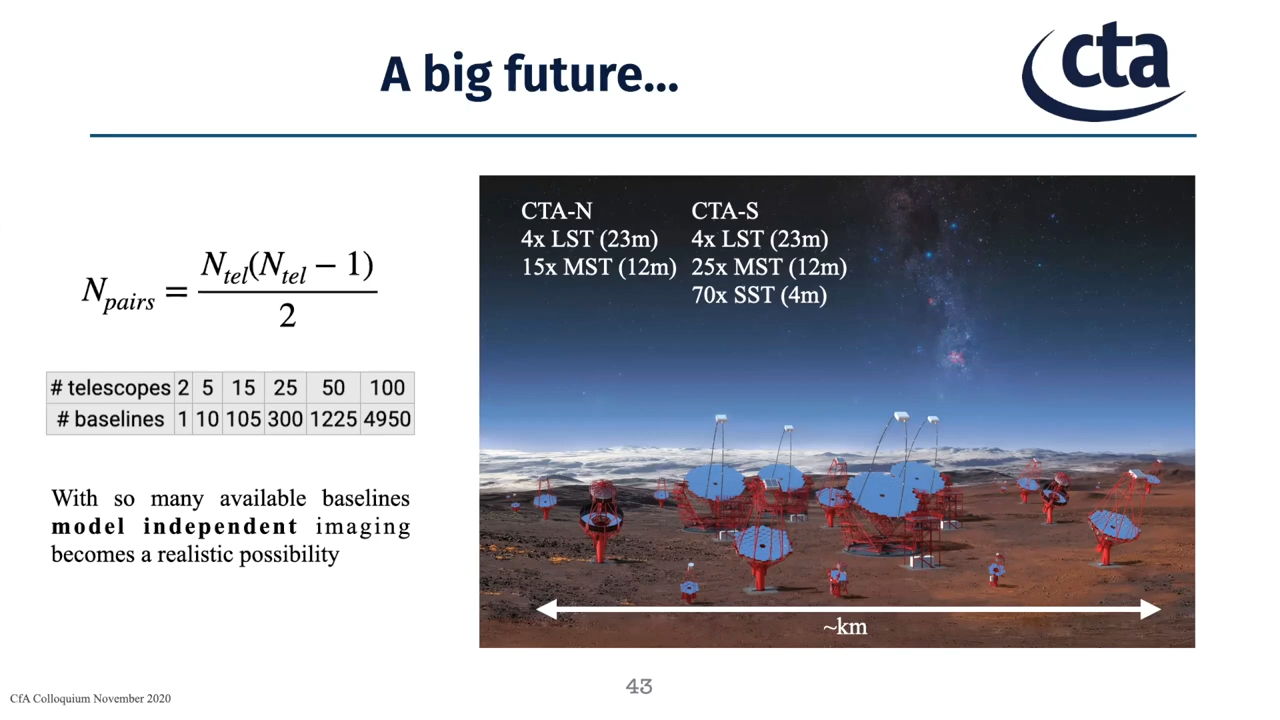 A big future...
cta
N_pairs = N_tel(N_tel − 1) / 2
# telescopes 2 5 15 25 50 100
# baselines 1 10 105 300 1225 4950
With so many available baselines
model independent imaging
becomes a realistic possibility
CTA-N
4x LST (23m)
15x MST (12m)
CTA-S
4x LST (23m)
25x MST (12m)
70x SST (4m)
~km
CfA Colloquium November 2020
43